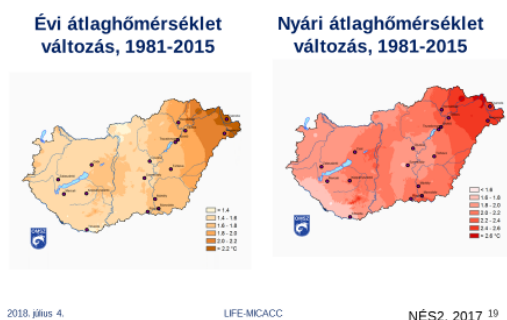 Évi átlaghőmérséklet
változás, 1981-2015
Nyári átlaghőmérséklet
változás, 1981-2015
OMSZ
< 1.4
1.4 - 1.6
1.6 - 1.8
1.8 - 2.0
2.0 - 2.2
> 2.2 °C
OMSZ
< 1.6
1.6 - 1.8
1.8 - 2.0
2.0 - 2.2
2.2 - 2.4
2.4 - 2.6
> 2.6 °C
2018. július 4.
LIFE-MICACC
NÉS2, 2017
19